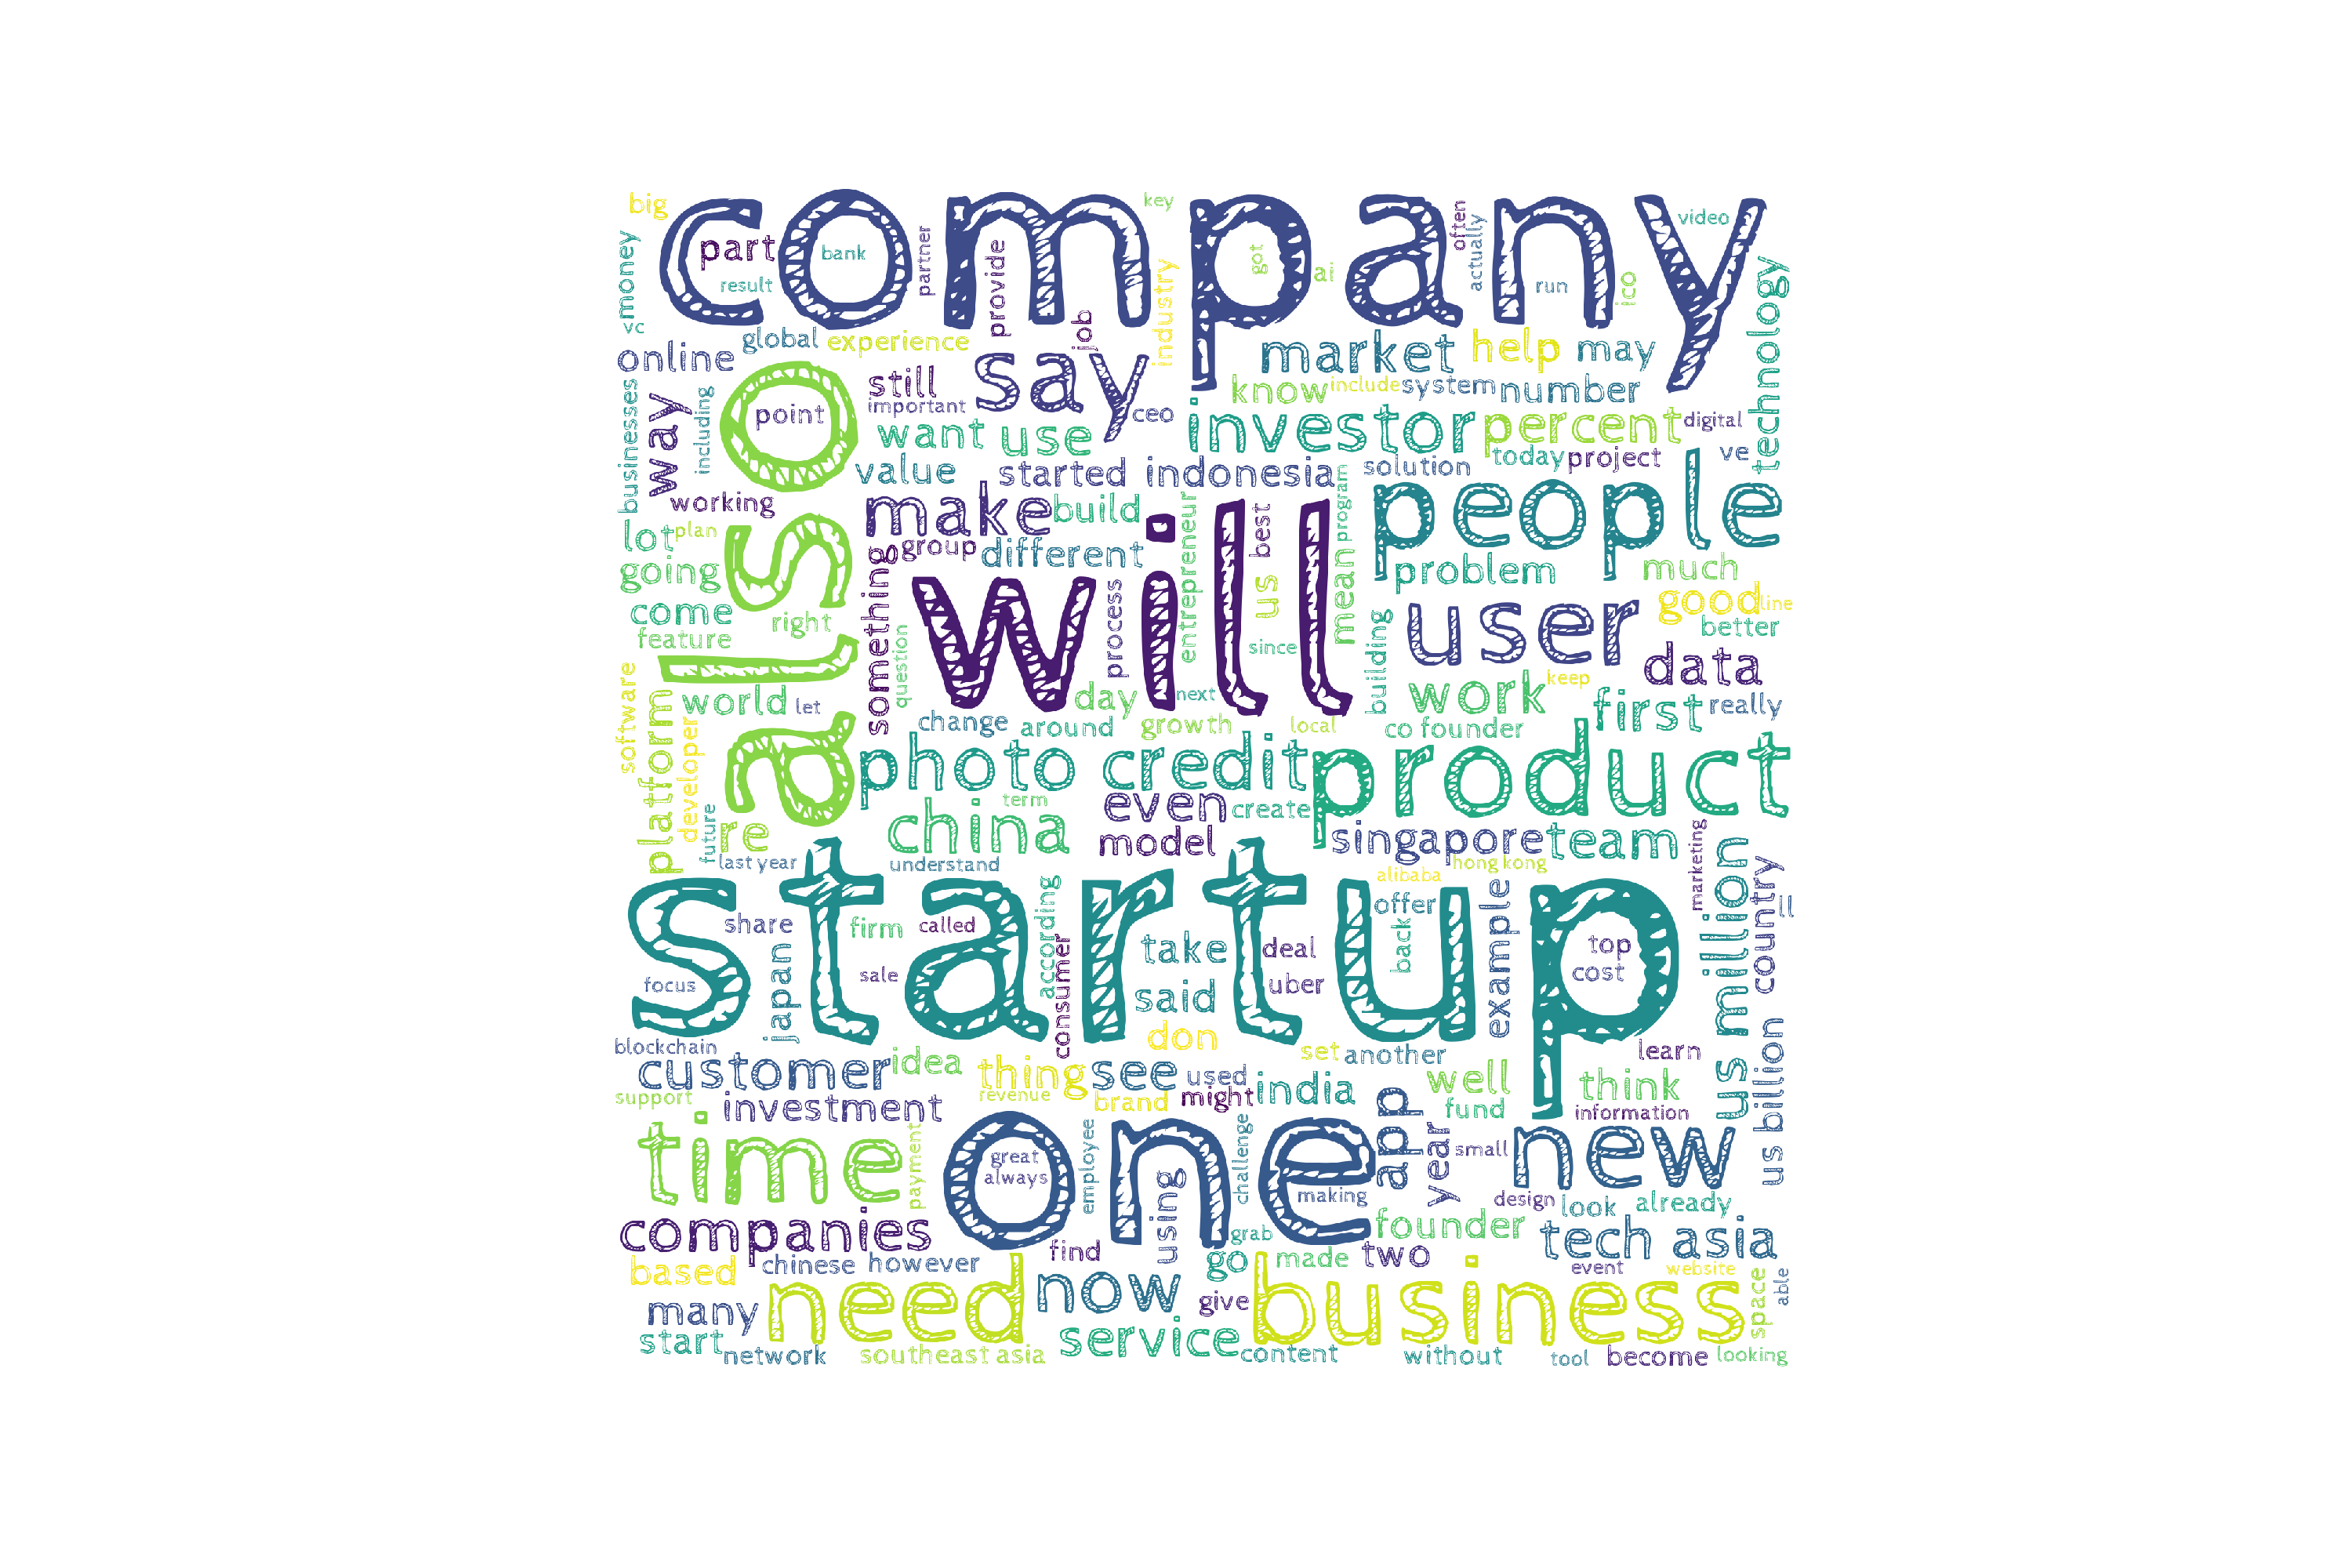 company
big
key
video
part
bank
result
partner
provide
got
ai
often
actually
run
ico
money
vc
online
global
experience
job
industry
technology
businesses
way
including
also
point
still
important
say
ceo
market
help
may
know
include
system
number
want
use
investor
percent
digital
value
started
indonesia
solution
today
project
ve
working
make
build
people
lot
plan
group
different
entrepreneur
best
program
going
something
will
us
mean
problem
much
come
feature
right
process
since
user
good
line
better
question
building
data
software
world
let
day
next
work
keep
first
really
platform
developer
change
around
growth
local
co founder
photo credit
product
future
re
term
even
create
china
model
singapore
team
last year
understand
hong kong
alibaba
marketing
us million
country
startup
share
firm
called
according
take
deal
offer
back
example
top
ll
focus
japan
sale
consumer
said
uber
cost
blockchain
don
set
another
learn
us billion
customer
idea
thing
see
used
india
well
think
support
investment
revenue
brand
might
fund
information
time
payment
one
great
always
employee
challenge
making
app
year
small
new
design
look
already
companies
using
grab
founder
tech asia
based
chinese
however
find
go
made
two
event
website
many
need
now
give
business
space
able
start
network
southeast asia
service
content
without
tool
become
looking